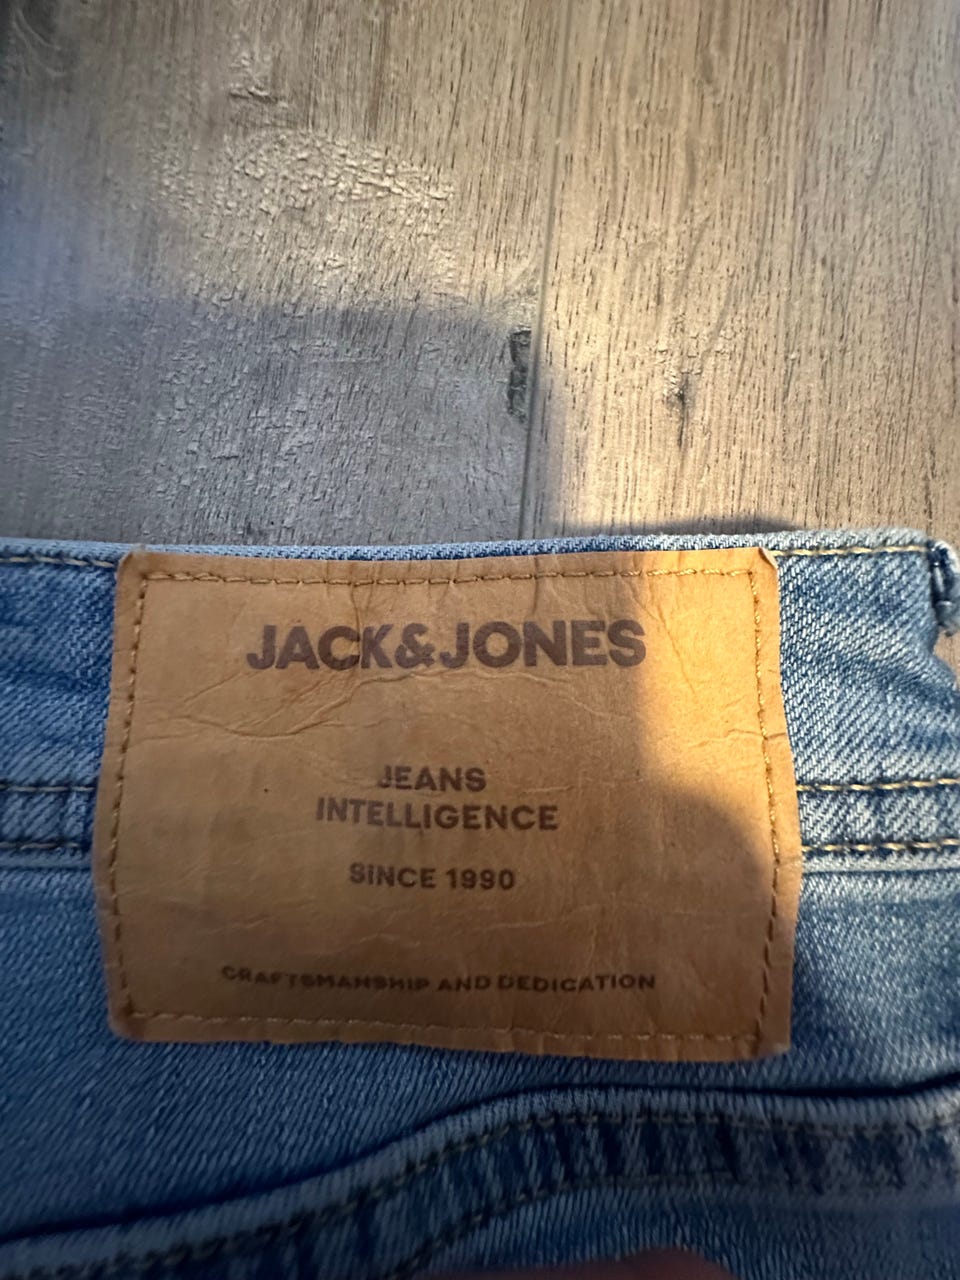 JACK&JONES
JEANS
INTELLIGENCE
SINCE 1990
CRAFTSMANSHIP AND DEDICATION